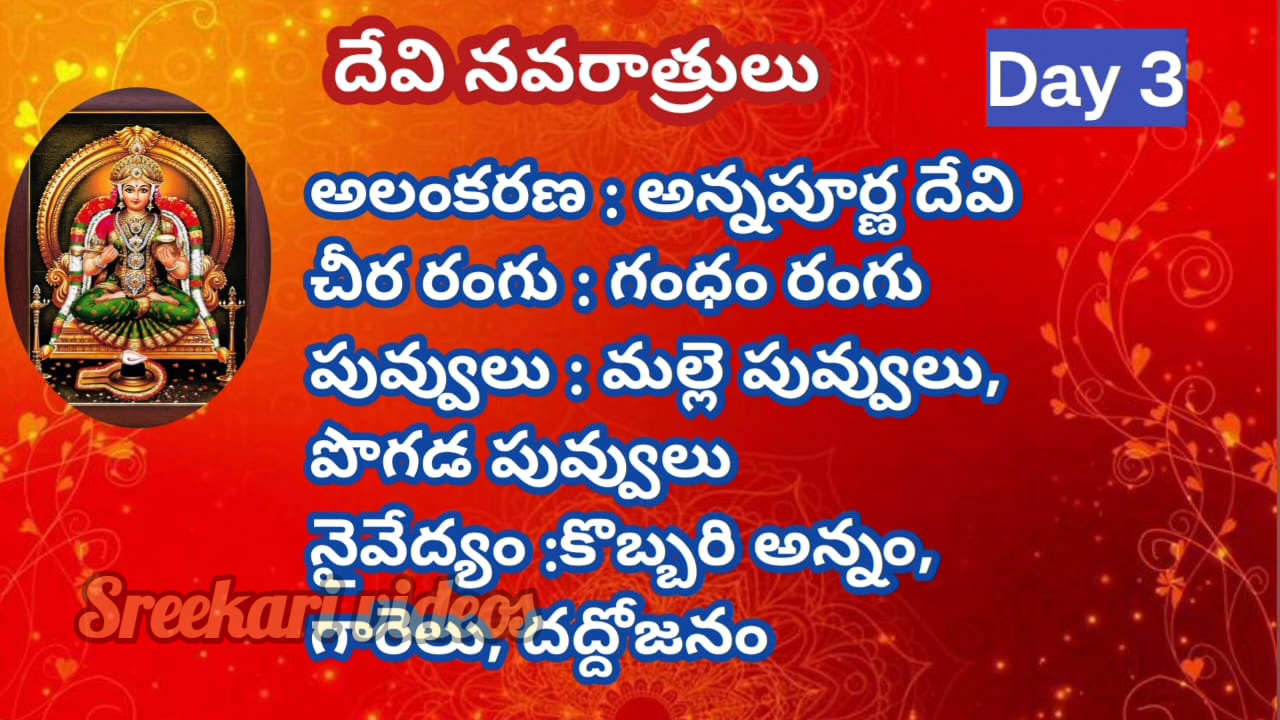 దేవి నవరాత్రులు
Day 3
అలంకరణ : అన్నపూర్ణ దేవి
చీర రంగు : గంధం రంగు
పువ్వులు : మల్లె పువ్వులు,
పొగడ పువ్వులు
నైవేద్యం :కొబ్బరి అన్నం,
గారెలు, దద్దోజనం
Sreekari videos